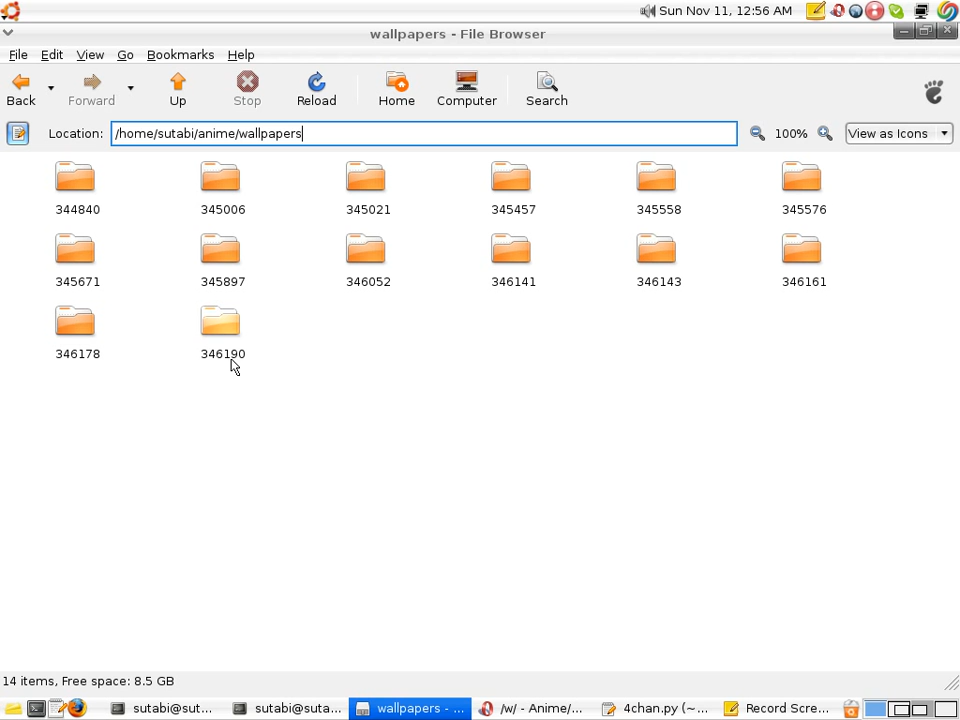 Sun Nov 11, 12:56 AM
wallpapers - File Browser
File Edit View Go Bookmarks Help
Back Forward Up Stop Reload Home Computer Search
Location: /home/sutabi/anime/wallpapers 100% View as Icons
344840 345006 345021 345457 345558 345576
345671 345897 346052 346141 346143 346161
346178 346190
14 items, Free space: 8.5 GB
sutabi@sut... sutabi@suta... wallpapers - ... /w/ - Anime/... 4chan.py (~... Record Scre...